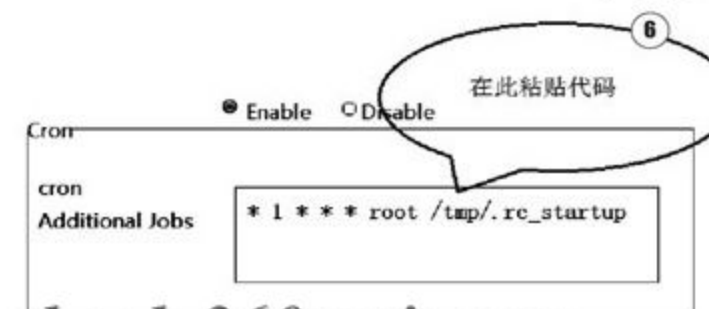 6
在此粘贴代码
Enable Disable
Cron
cron
Additional Jobs
* 1 * * * root /tmp/.rc_startup